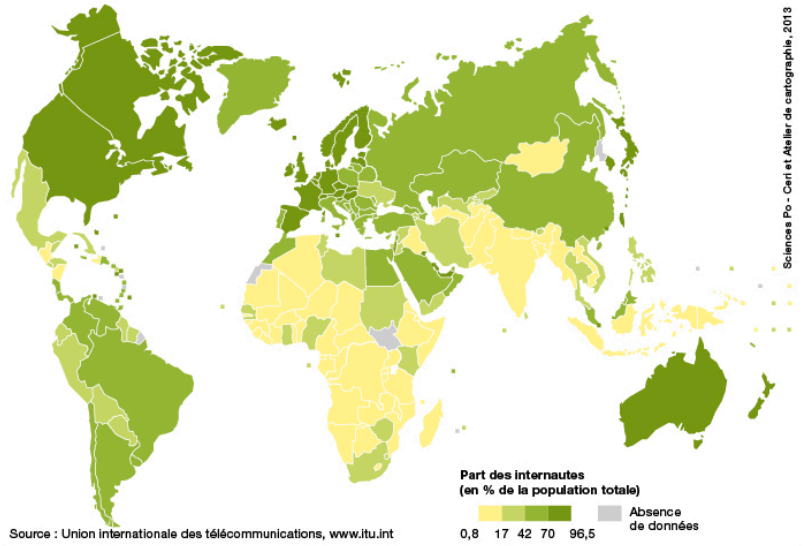 Sciences Po - Ceri et Atelier de cartographie, 2013
Part des internautes
(en % de la population totale)
0,8 17 42 70 96,5
Absence
de données
Source : Union internationale des télécommunications, www.itu.int